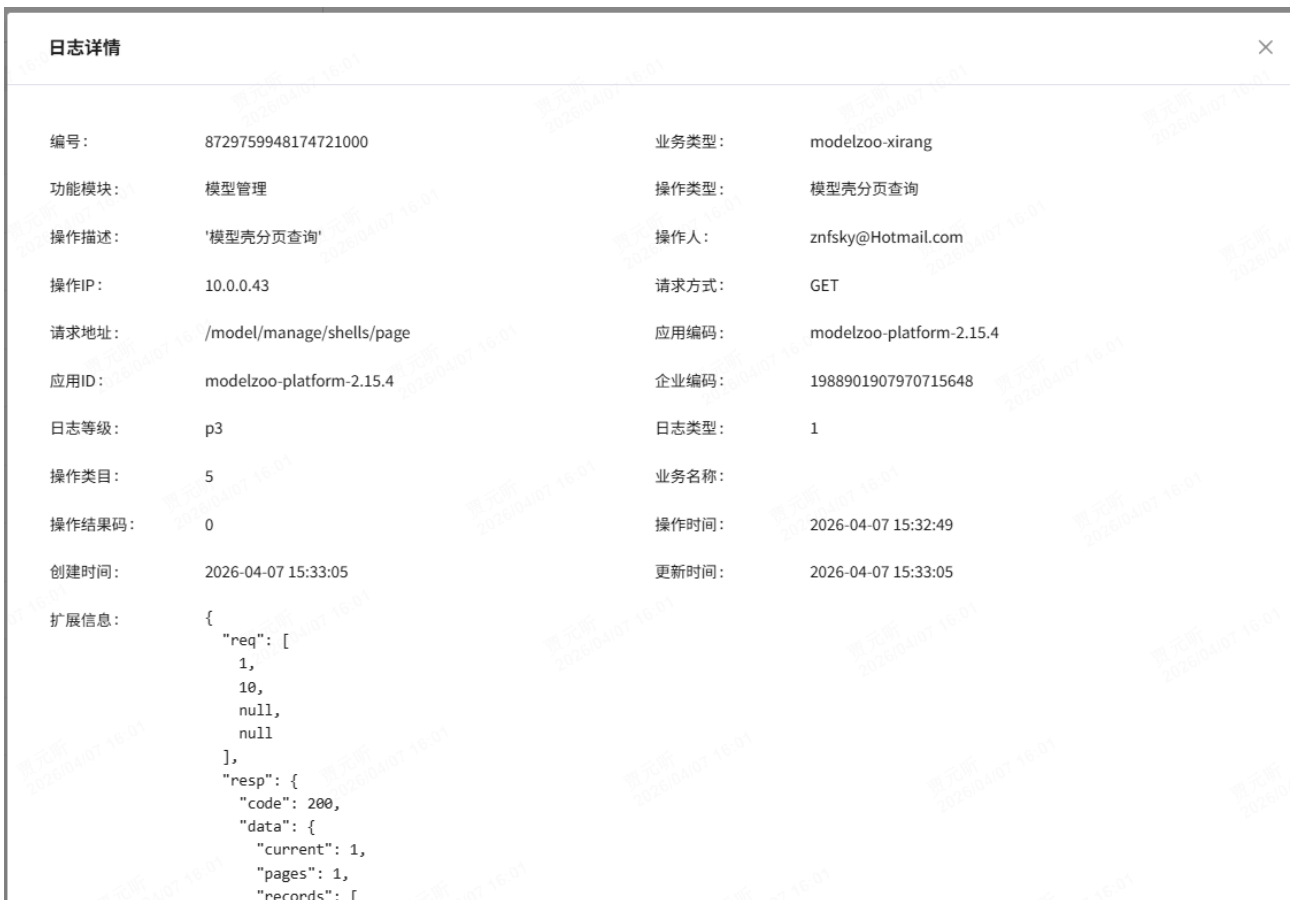 日志详情
编号： 8729759948174721000 业务类型： modelzoo-xirang
功能模块： 模型管理 操作类型： 模型壳分页查询
操作描述： '模型壳分页查询' 操作人： znfsky@Hotmail.com
操作IP： 10.0.0.43 请求方式： GET
请求地址： /model/manage/shells/page 应用编码： modelzoo-platform-2.15.4
应用ID： modelzoo-platform-2.15.4 企业编码： 1988901907970715648
日志等级： p3 日志类型： 1
操作类目： 5 业务名称：
操作结果码： 0 操作时间： 2026-04-07 15:32:49
创建时间： 2026-04-07 15:33:05 更新时间： 2026-04-07 15:33:05
扩展信息： {
"req": [
1,
10,
null,
null
],
"resp": {
"code": 200,
"data": {
"current": 1,
"pages": 1,
"records": [